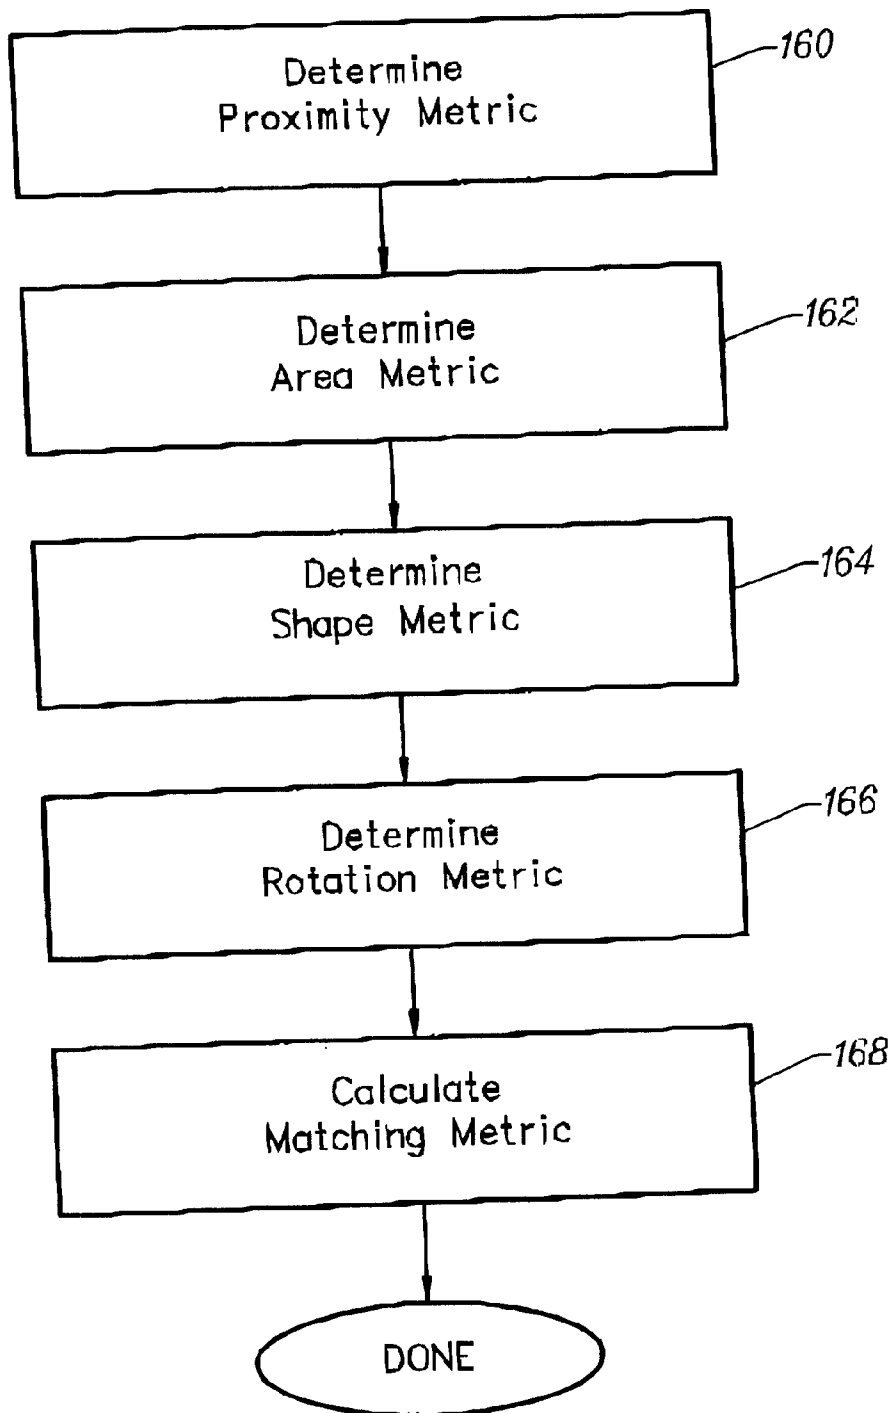 Determine
Proximity Metric
160
Determine
Area Metric
162
Determine
Shape Metric
164
Determine
Rotation Metric
166
Calculate
Matching Metric
168
DONE